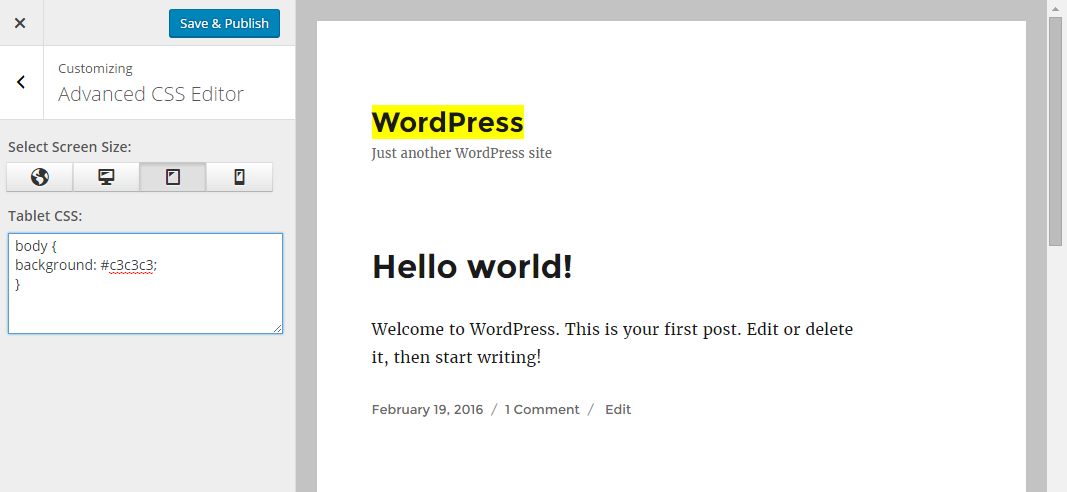 Save & Publish
Customizing
Advanced CSS Editor
Select Screen Size:
Tablet CSS:
body {
background: #c3c3c3;
}
WordPress
Just another WordPress site
Hello world!
Welcome to WordPress. This is your first post. Edit or delete
it, then start writing!
February 19, 2016 / 1 Comment / Edit